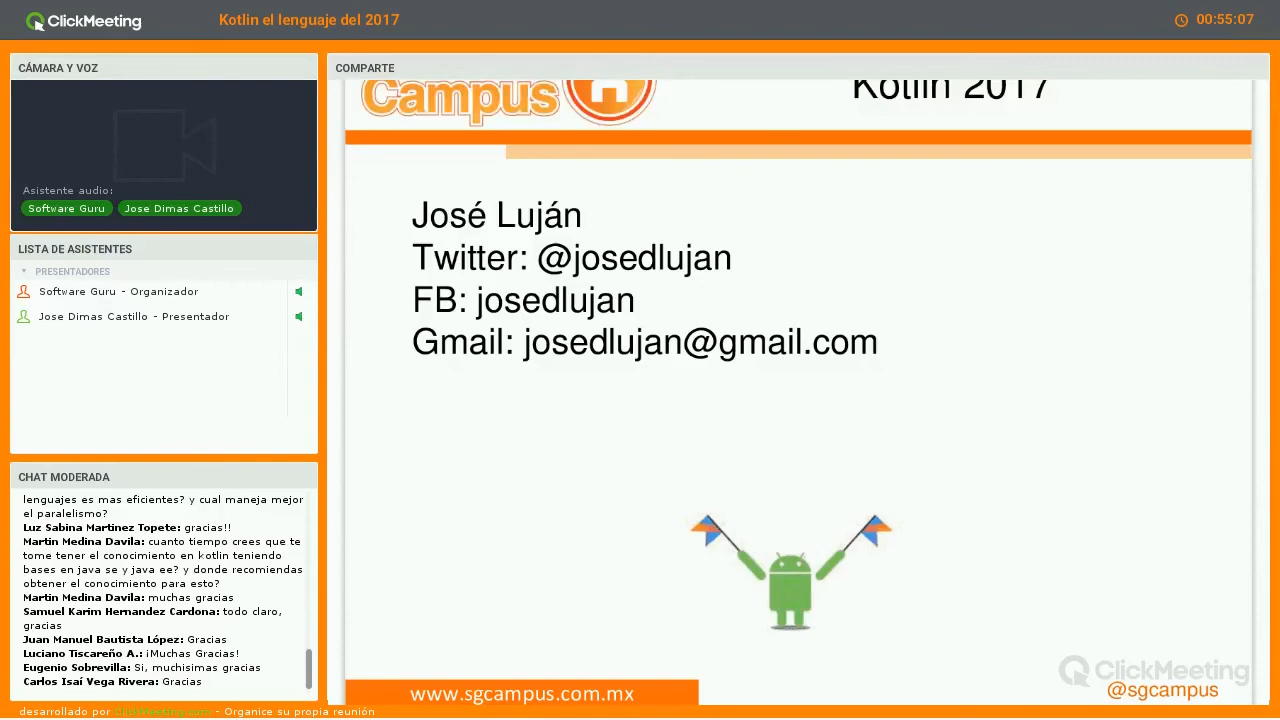 ClickMeeting
Kotlin el lenguaje del 2017
00:55:07
CÁMARA Y VOZ
Asistente audio:
Software Guru
Jose Dimas Castillo
LISTA DE ASISTENTES
PRESENTADORES
Software Guru - Organizador
Jose Dimas Castillo - Presentador
CHAT MODERADA
lenguajes es mas eficientes? y cual maneja mejor
el paralelismo?
Luz Sabina Martinez Topete: gracias!!
Martin Medina Davila: cuanto tiempo crees que te
tome tener el conocimiento en kotlin teniendo
bases en java se y java ee? y donde recomiendas
obtener el conocimiento para esto?
Martin Medina Davila: muchas gracias
Samuel Karim Hernandez Cardona: todo claro,
gracias
Juan Manuel Bautista López: Gracias
Luciano Tiscareño A.: ¡Muchas Gracias!
Eugenio Sobrevilla: Si, muchisimas gracias
Carlos Isaí Vega Rivera: Gracias
desarrollado por ClickMeeting.com - Organice su propia reunión
COMPARTE
Campus
Kotlin 2017
José Luján
Twitter: @josedlujan
FB: josedlujan
Gmail: josedlujan@gmail.com
www.sgcampus.com.mx
ClickMeeting
@sgcampus